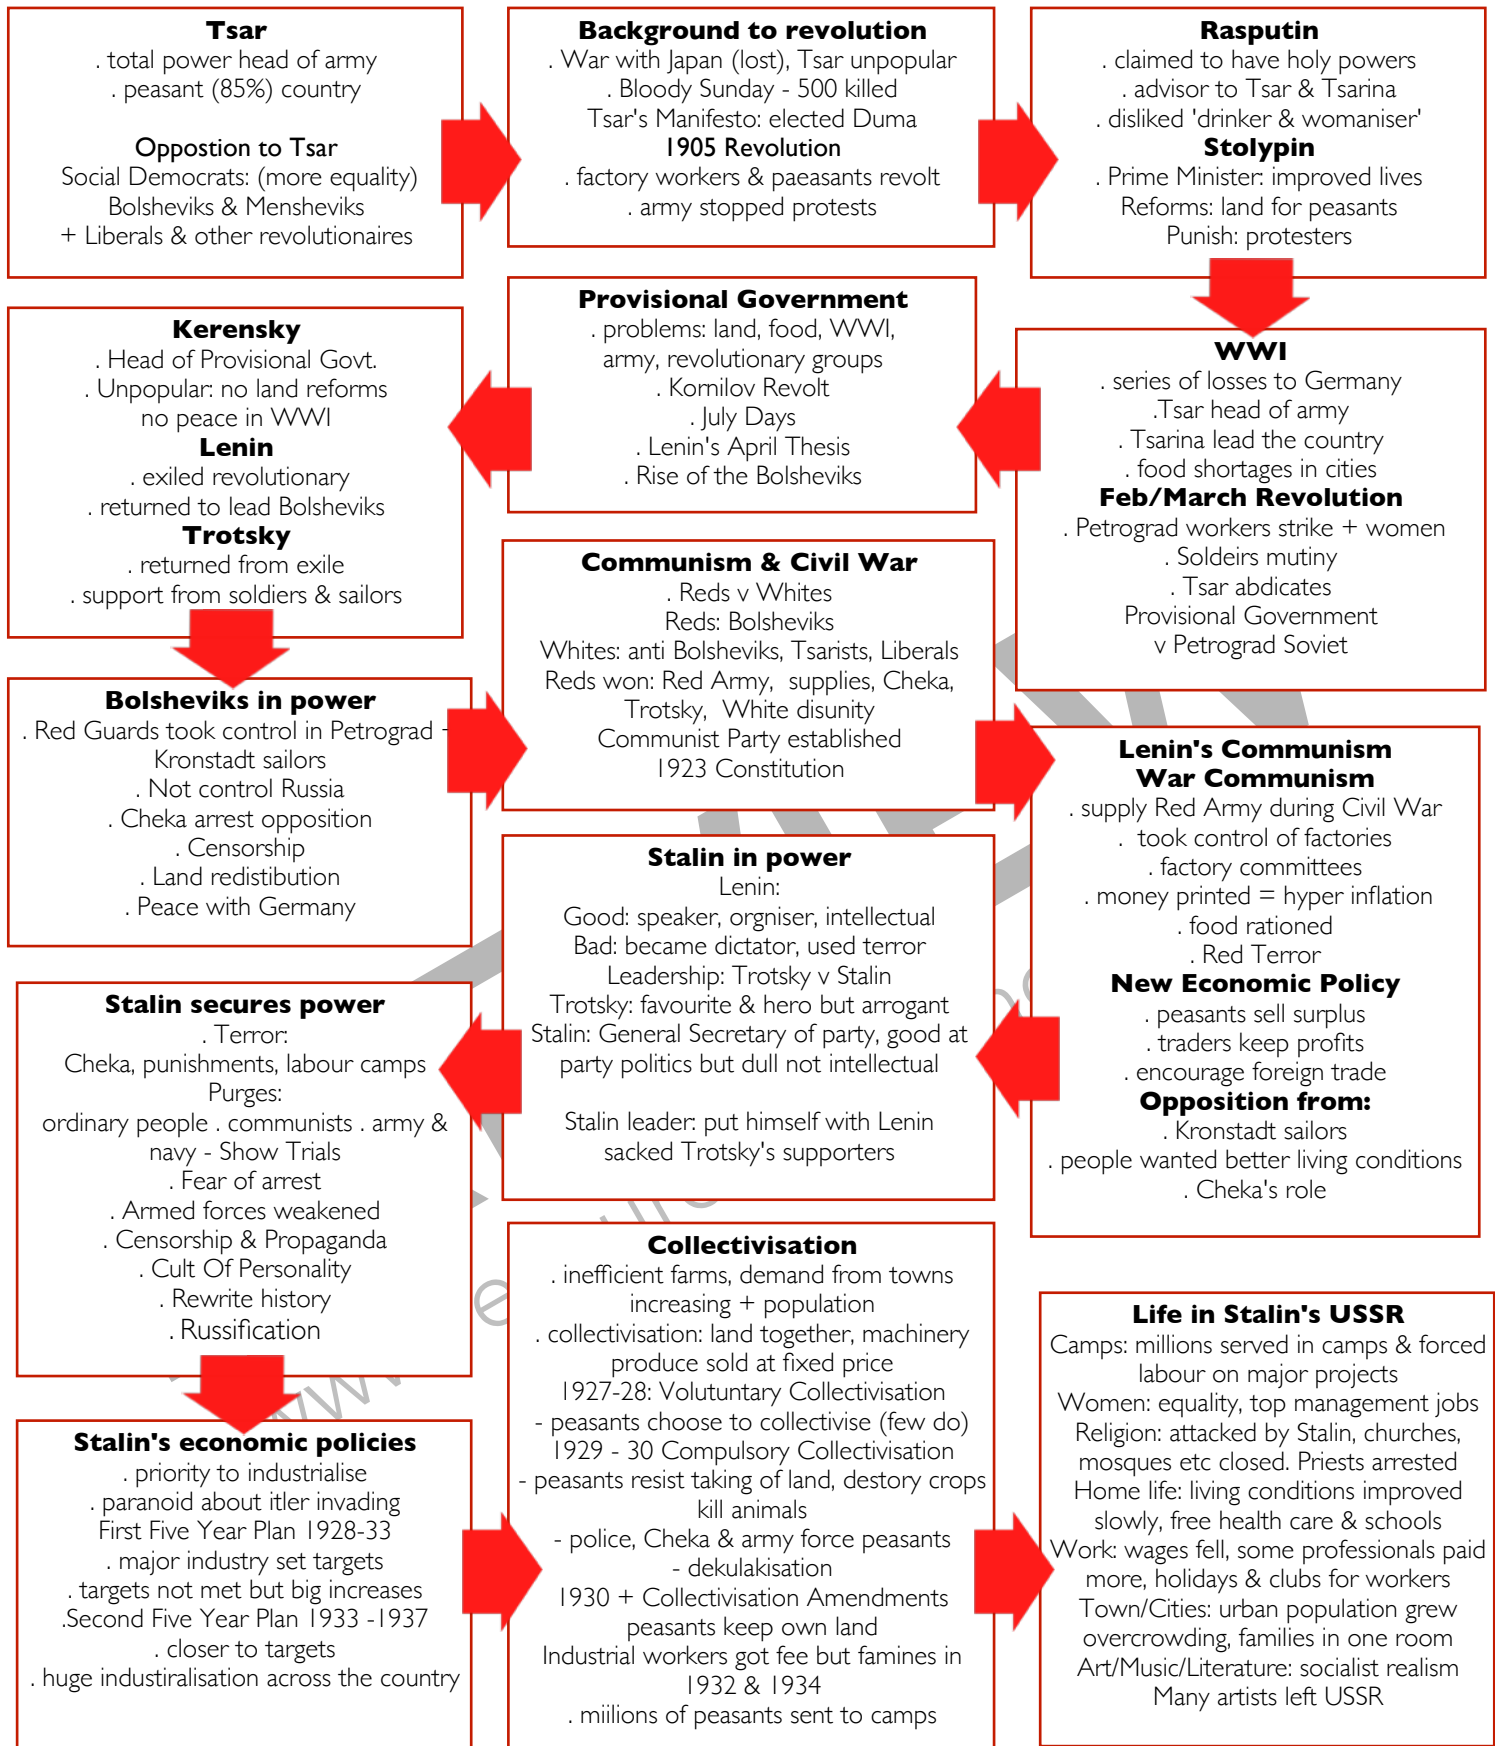 Tsar
. total power head of army
. peasant (85%) country
Oppostion to Tsar
Social Democrats: (more equality)
Bolsheviks & Mensheviks
+ Liberals & other revolutionaires
Background to revolution
. War with Japan (lost), Tsar unpopular
. Bloody Sunday - 500 killed
Tsar's Manifesto: elected Duma
1905 Revolution
. factory workers & paeasants revolt
. army stopped protests
Rasputin
. claimed to have holy powers
. advisor to Tsar & Tsarina
. disliked 'drinker & womaniser'
Stolypin
. Prime Minister: improved lives
Reforms: land for peasants
Punish: protesters
WWI
. series of losses to Germany
.Tsar head of army
. Tsarina lead the country
. food shortages in cities
Feb/March Revolution
. Petrograd workers strike + women
. Soldeirs mutiny
. Tsar abdicates
Provisional Government
v Petrograd Soviet
Provisional Government
. problems: land, food, WWI,
army, revolutionary groups
. Kornilov Revolt
. July Days
. Lenin's April Thesis
. Rise of the Bolsheviks
Kerensky
. Head of Provisional Govt.
. Unpopular: no land reforms
no peace in WWI
Lenin
. exiled revolutionary
. returned to lead Bolsheviks
Trotsky
. returned from exile
. support from soldiers & sailors
Bolsheviks in power
. Red Guards took control in Petrograd -
Kronstadt sailors
. Not control Russia
. Cheka arrest opposition
. Censorship
. Land redistibution
. Peace with Germany
Communism & Civil War
. Reds v Whites
Reds: Bolsheviks
Whites: anti Bolsheviks, Tsarists, Liberals
Reds won: Red Army, supplies, Cheka,
Trotsky, White disunity
Communist Party established
1923 Constitution
Lenin's Communism
War Communism
. supply Red Army during Civil War
. took control of factories
. factory committees
. money printed = hyper inflation
. food rationed
. Red Terror
New Economic Policy
. peasants sell surplus
. traders keep profits
. encourage foreign trade
Opposition from:
. Kronstadt sailors
. people wanted better living conditions
. Cheka's role
Stalin in power
Lenin:
Good: speaker, orgniser, intellectual
Bad: became dictator, used terror
Leadership: Trotsky v Stalin
Trotsky: favourite & hero but arrogant
Stalin: General Secretary of party, good at
party politics but dull not intellectual
Stalin leader: put himself with Lenin
sacked Trotsky's supporters
Stalin secures power
. Terror:
Cheka, punishments, labour camps
Purges:
ordinary people . communists . army &
navy - Show Trials
. Fear of arrest
. Armed forces weakened
. Censorship & Propaganda
. Cult Of Personality
. Rewrite history
. Russification
Stalin's economic policies
. priority to industrialise
. paranoid about itler invading
First Five Year Plan 1928-33
. major industry set targets
. targets not met but big increases
.Second Five Year Plan 1933 -1937
. closer to targets
. huge industiralisation across the country
Collectivisation
. inefficient farms, demand from towns
increasing + population
. collectivisation: land together, machinery
produce sold at fixed price
1927-28: Volutuntary Collectivisation
- peasants choose to collectivise (few do)
1929 - 30 Compulsory Collectivisation
- peasants resist taking of land, destory crops
kill animals
- police, Cheka & army force peasants
- dekulakisation
1930 + Collectivisation Amendments
peasants keep own land
Industrial workers got fee but famines in
1932 & 1934
. miilions of peasants sent to camps
Life in Stalin's USSR
Camps: millions served in camps & forced
labour on major projects
Women: equality, top management jobs
Religion: attacked by Stalin, churches,
mosques etc closed. Priests arrested
Home life: living conditions improved
slowly, free health care & schools
Work: wages fell, some professionals paid
more, holidays & clubs for workers
Town/Cities: urban population grew
overcrowding, families in one room
Art/Music/Literature: socialist realism
Many artists left USSR